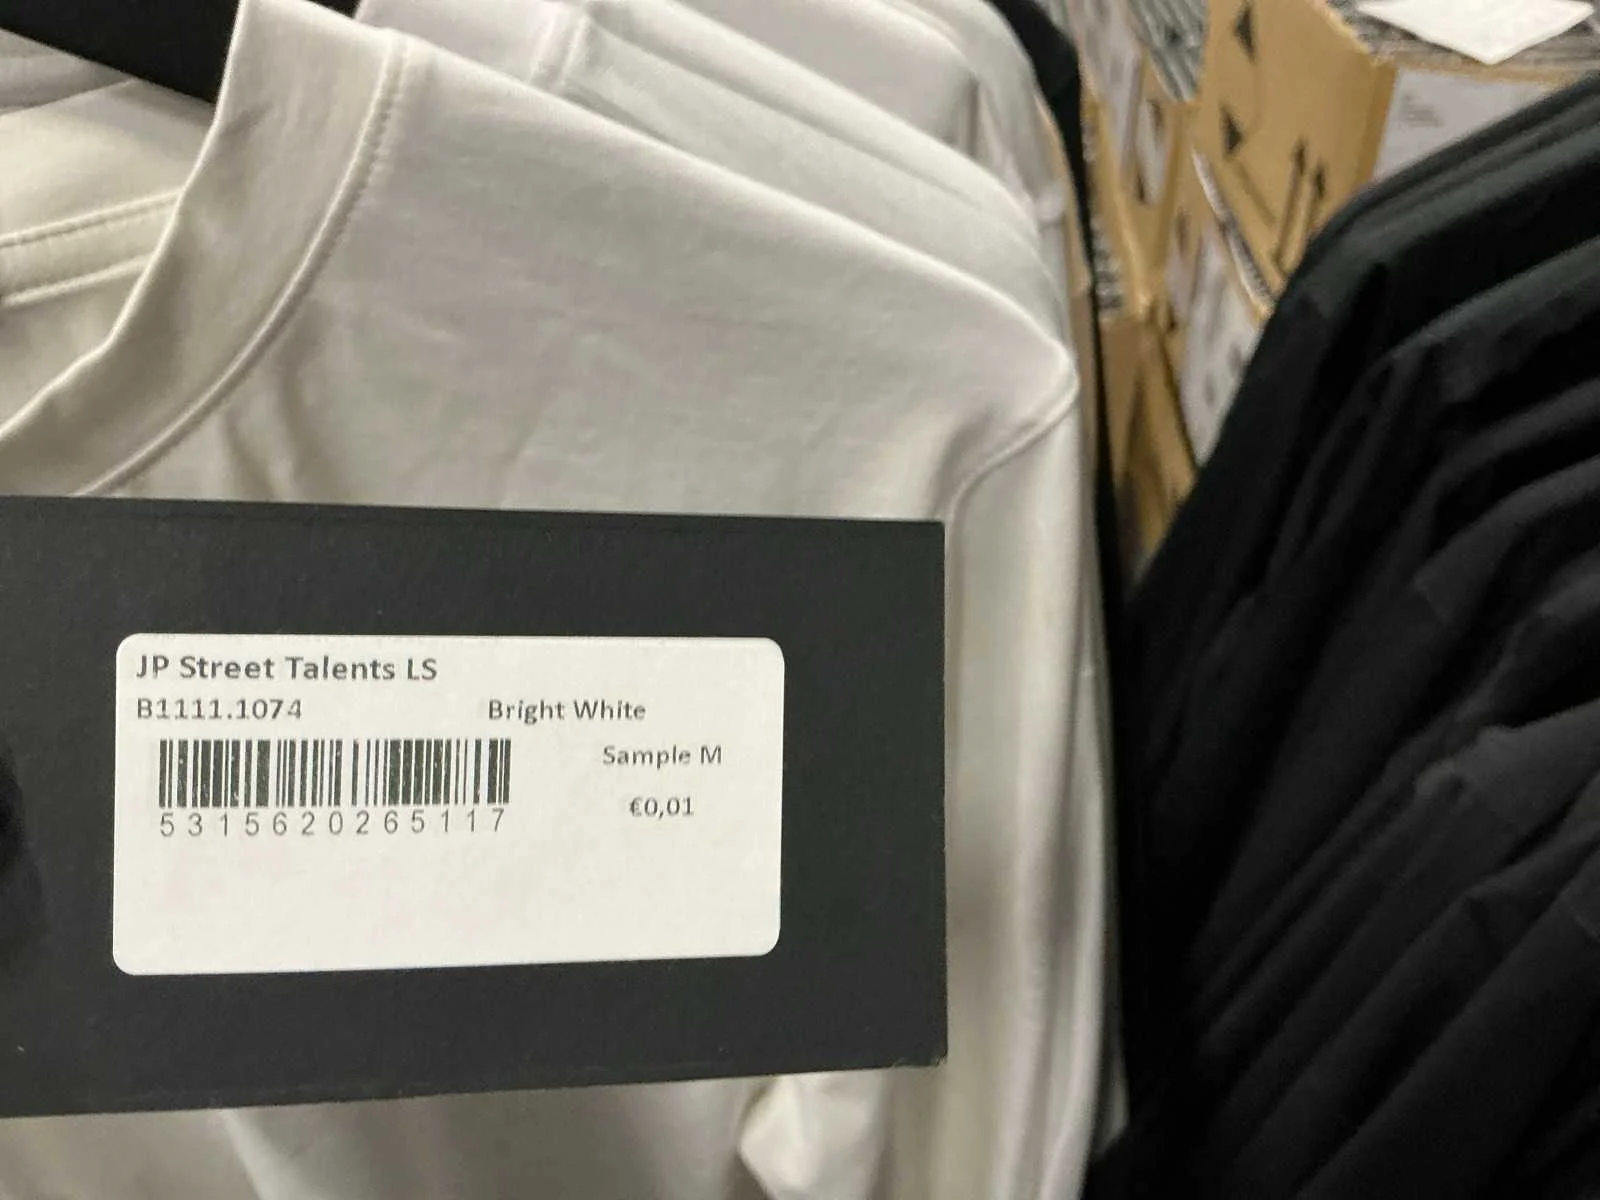 JP Street Talents LS
B1111.1074 Bright White
Sample M
€0,01
5315620265117